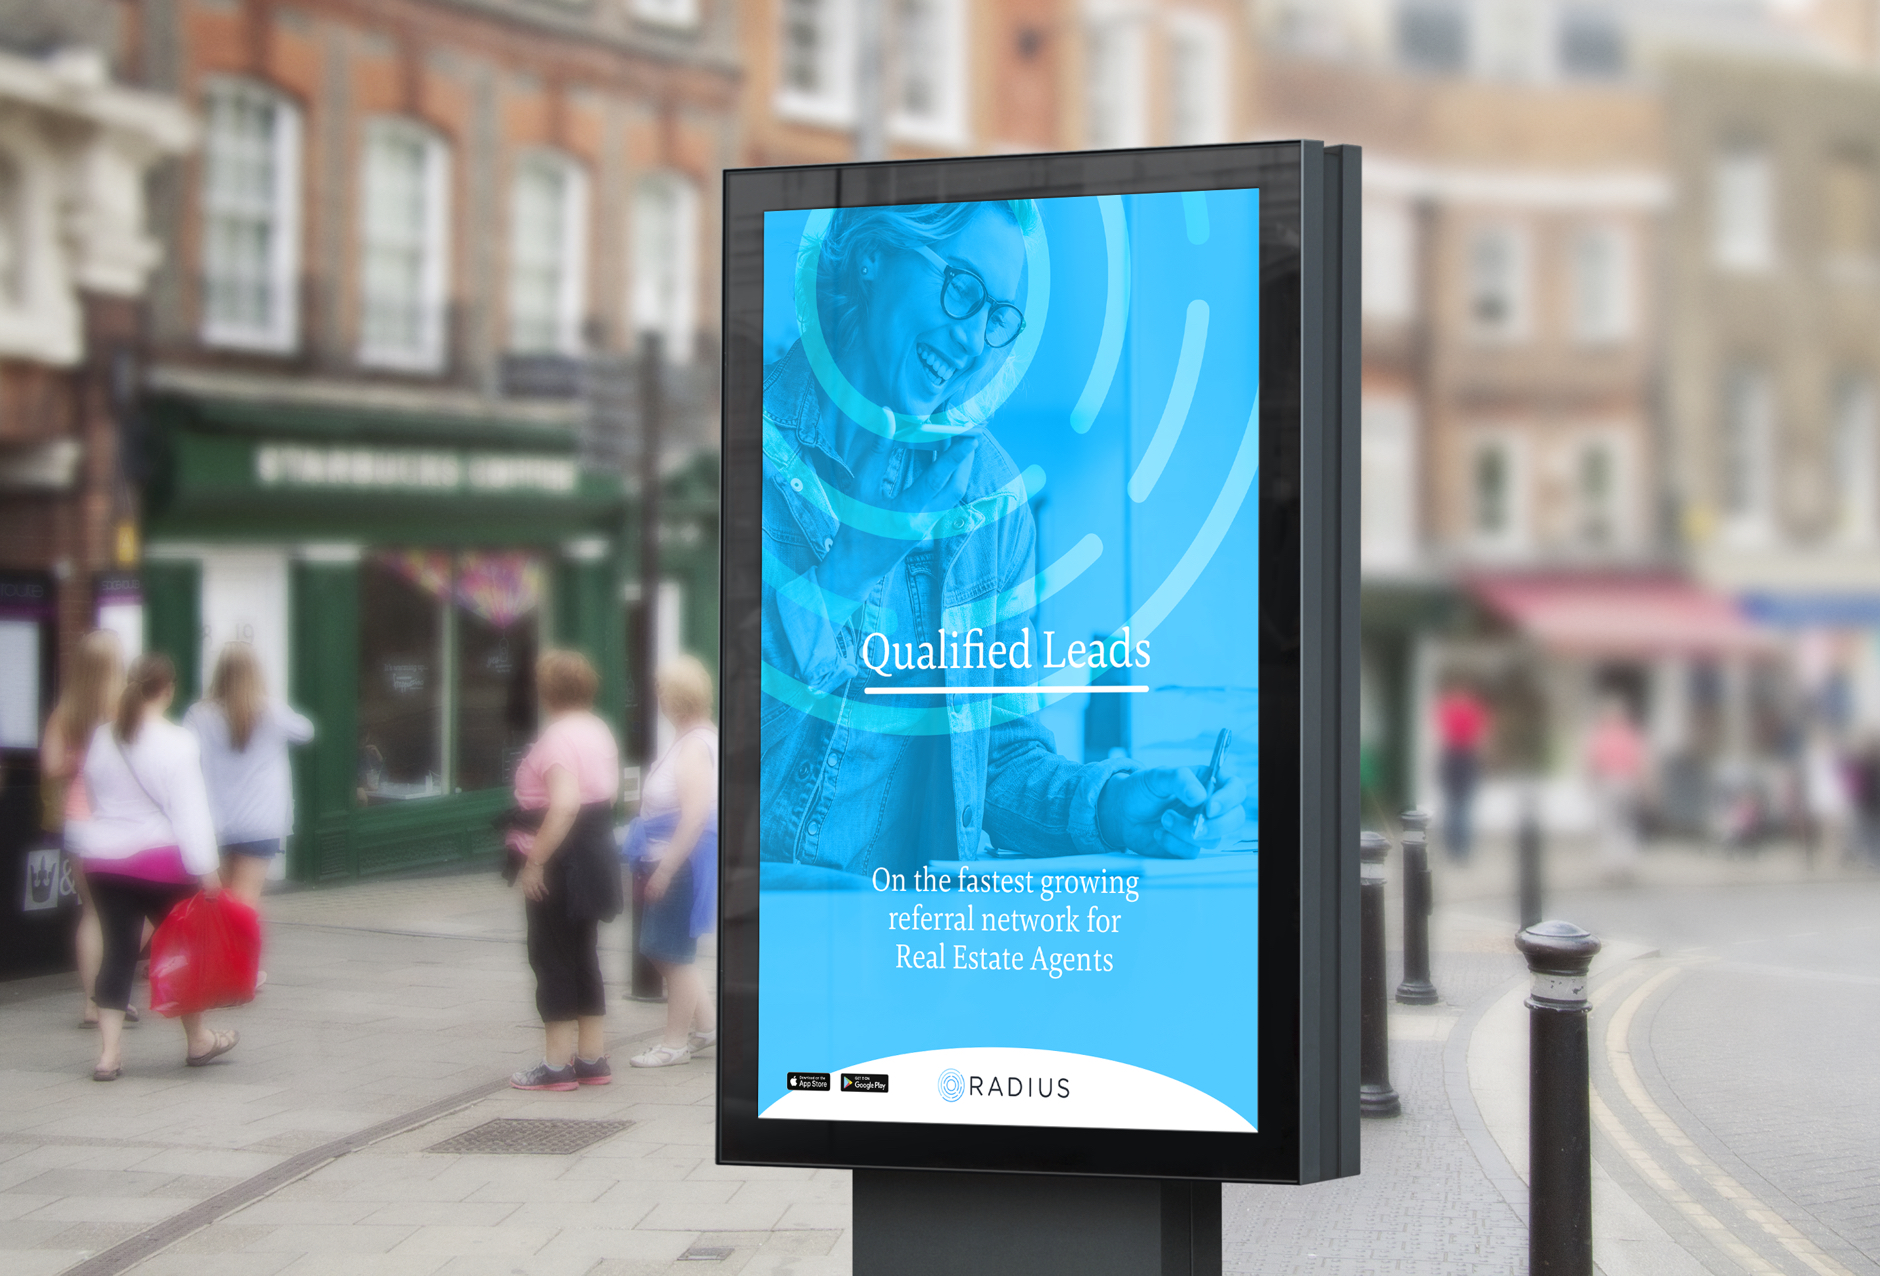 STARBUCKS COFFEE
route
Qualified Leads
On the fastest growing
referral network for
Real Estate Agents
Download on the
App Store
GET IT ON
Google Play
RADIUS
&